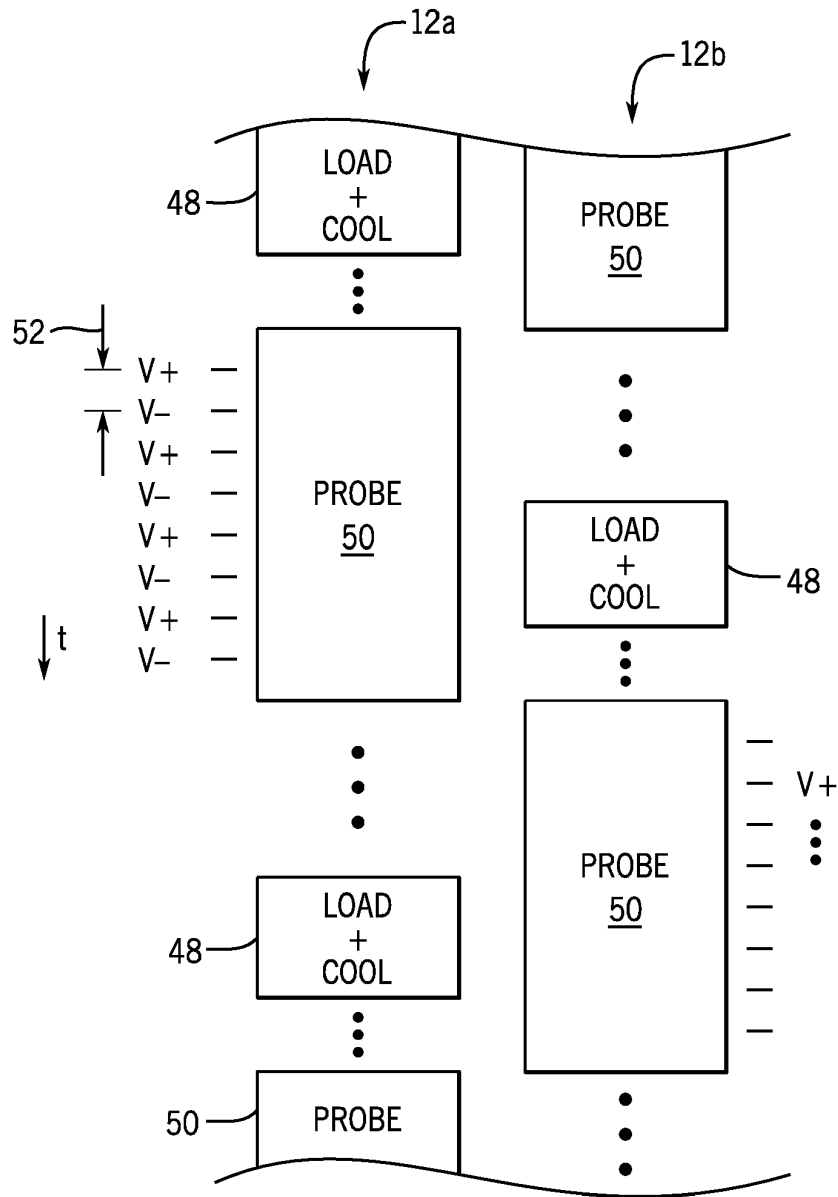 12a
12b
48
LOAD
+
COOL
PROBE
50
52
V+
V–
V+
V–
V+
V–
V+
V–
t
PROBE
50
LOAD
+
COOL
48
PROBE
50
V+
48
LOAD
+
COOL
50
PROBE